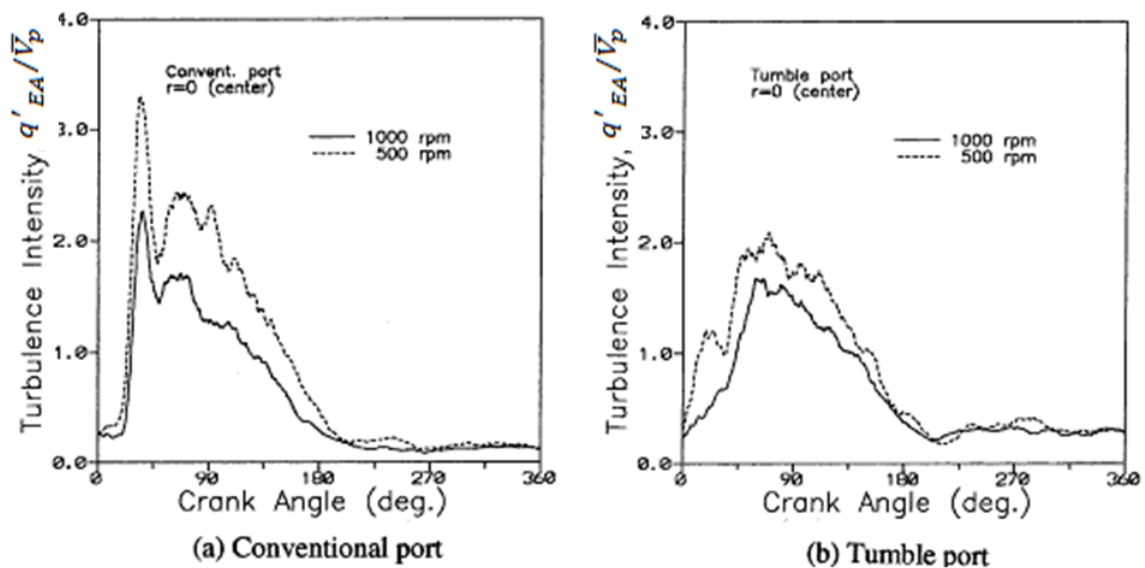 Turbulence Intensity, q'EA/V̅p
4.0
3.0
2.0
1.0
0.0
Convent. port
r=0 (center)
1000 rpm
500 rpm
0
90
180
270
360
Crank Angle (deg.)
(a) Conventional port
Turbulence Intensity, q'EA/V̅p
4.0
3.0
2.0
1.0
0.0
Tumble port
r=0 (center)
1000 rpm
500 rpm
0
90
180
270
360
Crank Angle (deg.)
(b) Tumble port